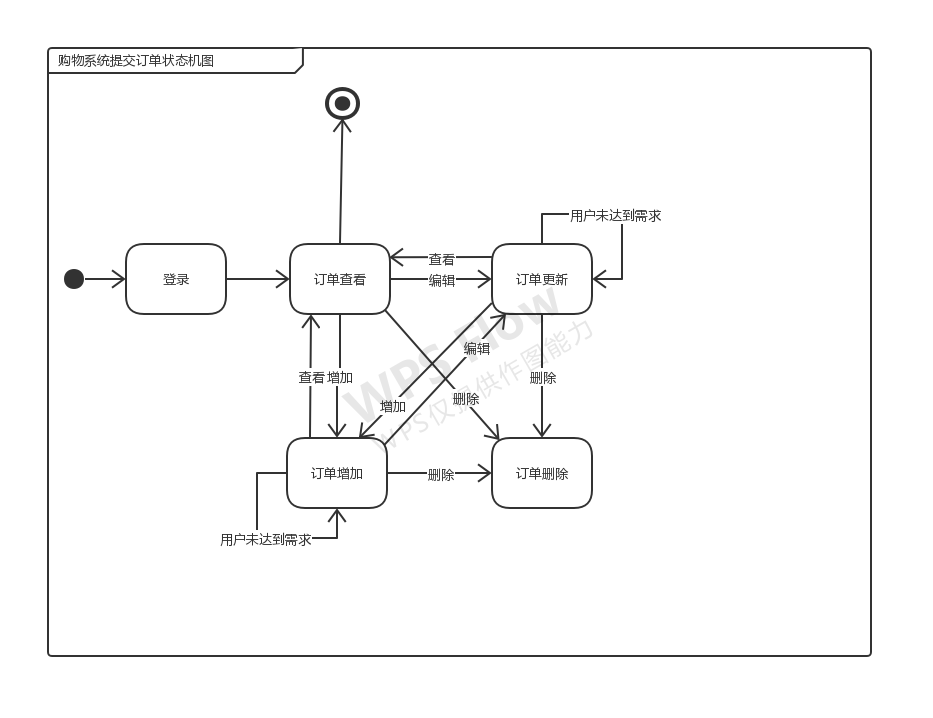 购物系统提交订单状态机图
用户未达到需求
登录
订单查看
查看
编辑
订单更新
编辑
查看
增加
删除
增加
删除
订单增加
删除
订单删除
用户未达到需求
WPS Flow
WPS仅提供作图能力